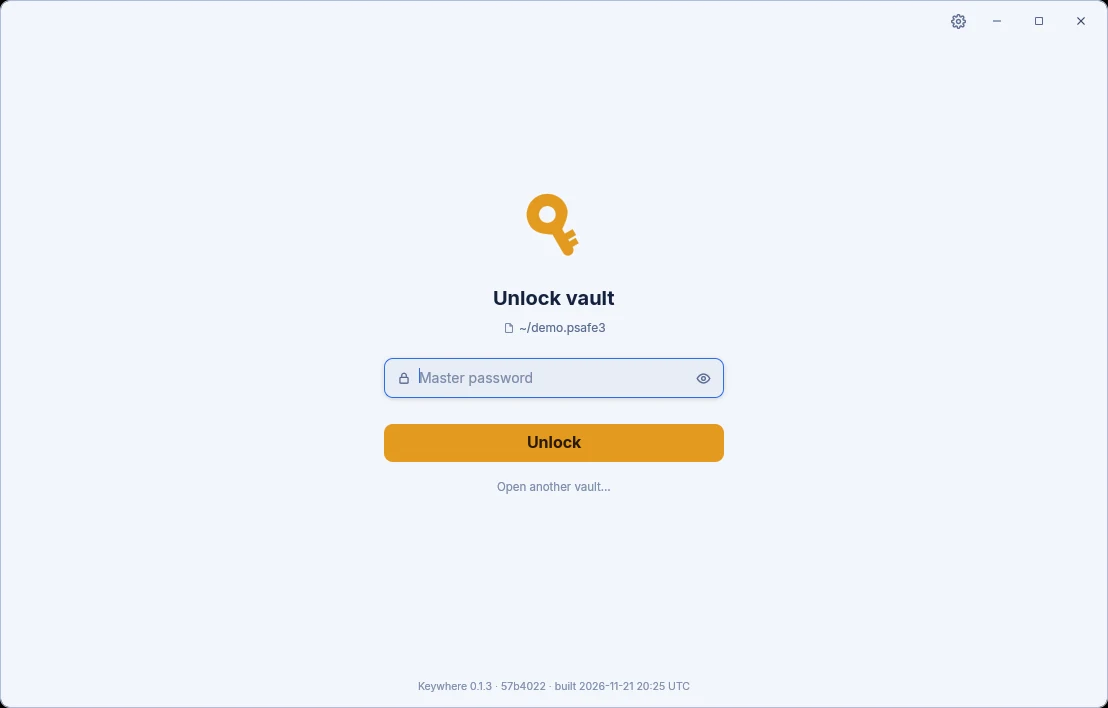 Unlock vault
~/demo.psafe3
Master password
Unlock
Open another vault...
Keywhere 0.1.3 · 57b4022 · built 2026-11-21 20:25 UTC